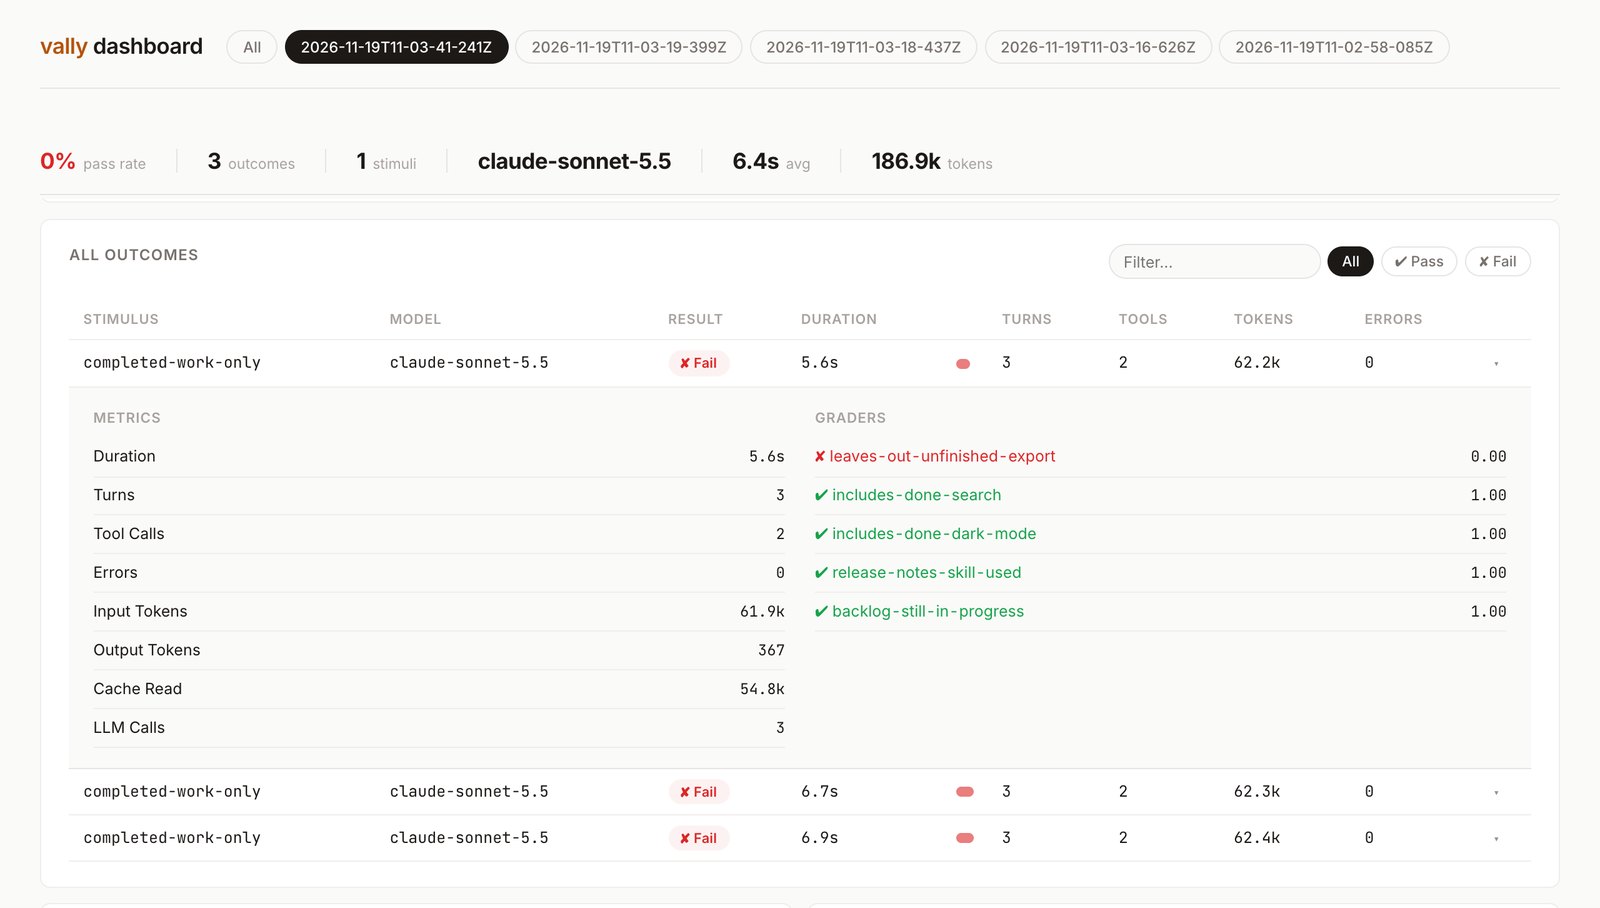 vally dashboard All 2026-11-19T11-03-41-241Z 2026-11-19T11-03-19-399Z 2026-11-19T11-03-18-437Z 2026-11-19T11-03-16-626Z 2026-11-19T11-02-58-085Z
0% pass rate 3 outcomes 1 stimuli claude-sonnet-5.5 6.4s avg 186.9k tokens
ALL OUTCOMES Filter... All ✔ Pass ✘ Fail
STIMULUS MODEL RESULT DURATION TURNS TOOLS TOKENS ERRORS
completed-work-only claude-sonnet-5.5 ✘ Fail 5.6s 3 2 62.2k 0
METRICS GRADERS
Duration 5.6s ✘ leaves-out-unfinished-export 0.00
Turns 3 ✔ includes-done-search 1.00
Tool Calls 2 ✔ includes-done-dark-mode 1.00
Errors 0 ✔ release-notes-skill-used 1.00
Input Tokens 61.9k ✔ backlog-still-in-progress 1.00
Output Tokens 367
Cache Read 54.8k
LLM Calls 3
completed-work-only claude-sonnet-5.5 ✘ Fail 6.7s 3 2 62.3k 0
completed-work-only claude-sonnet-5.5 ✘ Fail 6.9s 3 2 62.4k 0